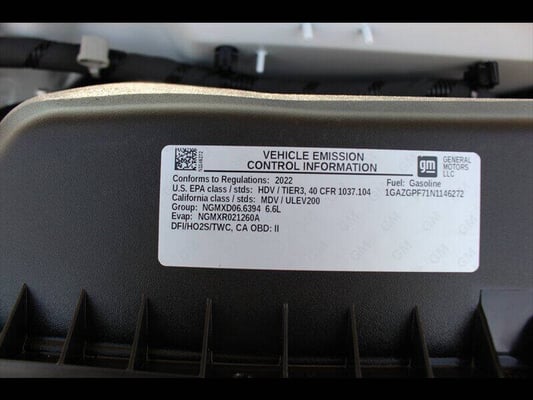 VEHICLE EMISSION
CONTROL INFORMATION
gm GENERAL
MOTORS
LLC
Conforms to Regulations: 2022
Fuel: Gasoline
U.S. EPA class / stds: HDV / TIER3, 40 CFR 1037.104
1GAZGPF71N1146272
California class / stds: MDV / ULEV200
Group: NGMXD06.6394 6.6L
Evap: NGMXR021260A
DFI/HO2S/TWC, CA OBD: II